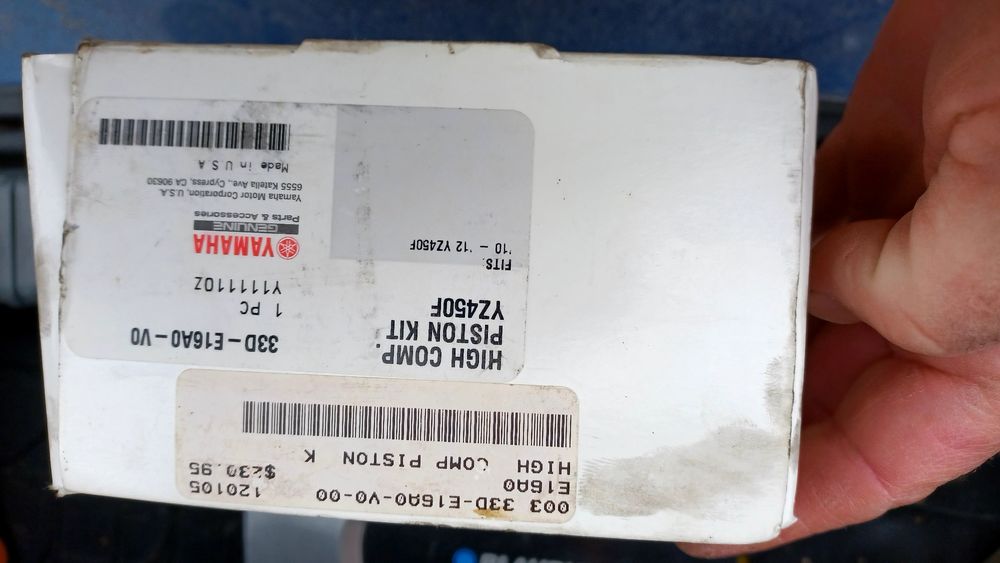 003 33D-E16A0-V0-00 120105
E16A0 $230.95
HIGH COMP PISTON K
HIGH COMP.
PISTON KIT
YZ450F
FITS:
'10 - '12 YZ450F
33D-E16A0-V0
1 PC
Y111110Z
YAMAHA
GENUINE
Parts & Accessories
Yamaha Motor Corporation, U.S.A.
6555 Katella Ave., Cypress, CA 90630
Made in U S A